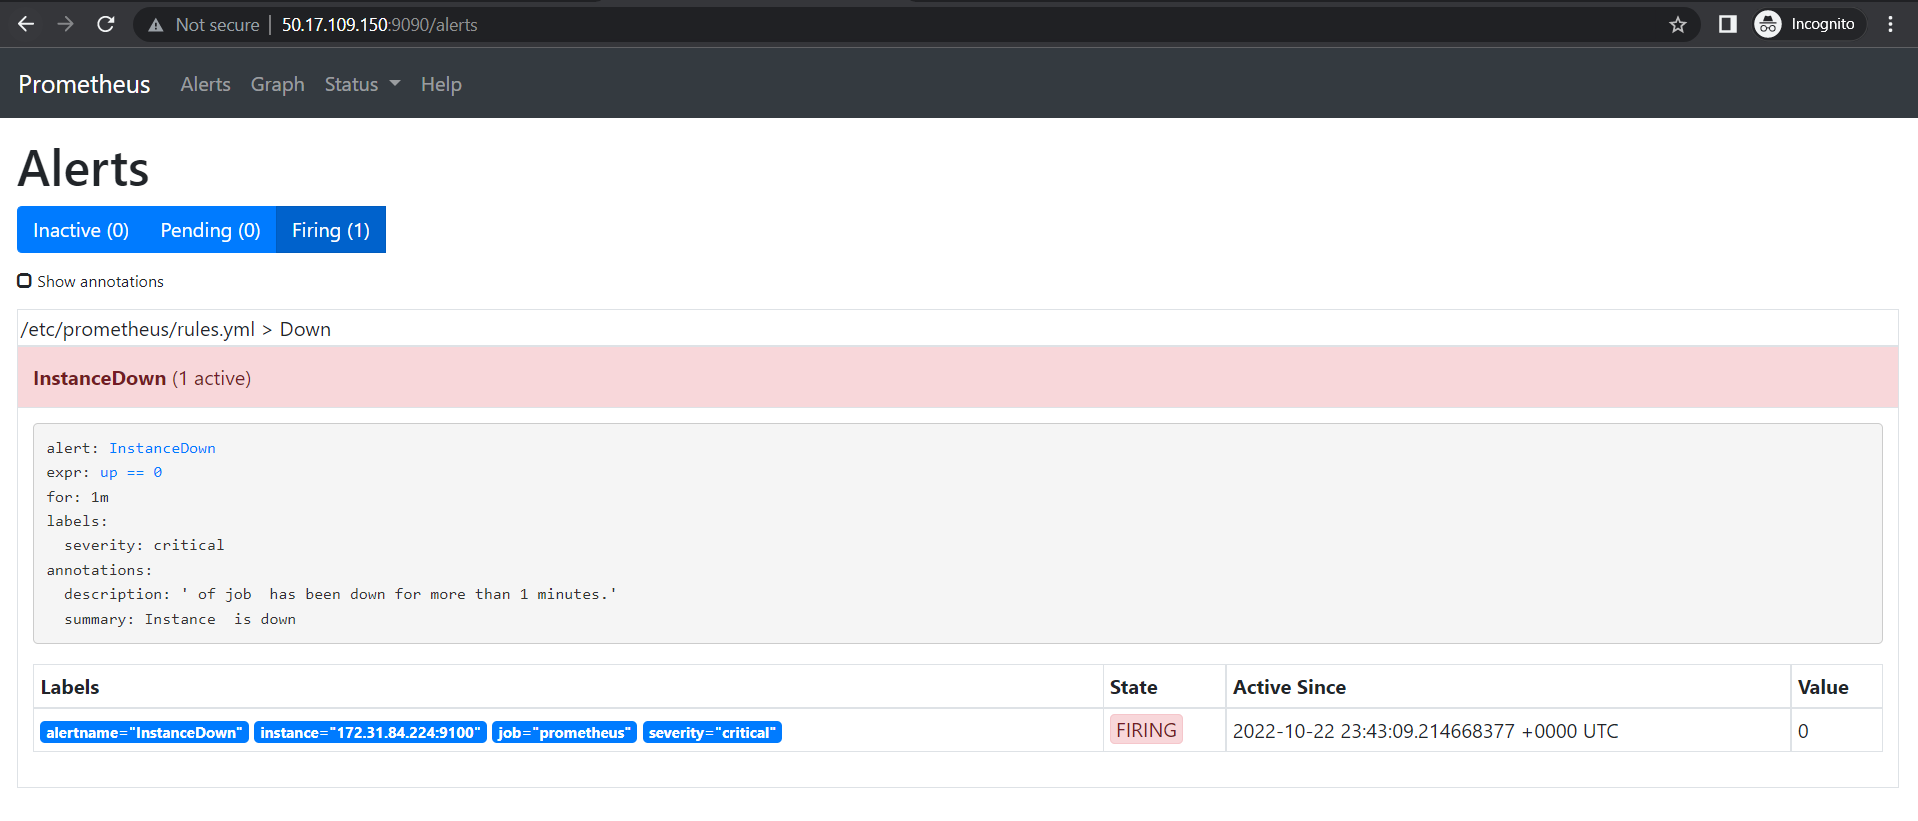 Not secure | 50.17.109.150:9090/alerts Incognito
Prometheus Alerts Graph Status Help
Alerts
Inactive (0) Pending (0) Firing (1)
Show annotations
/etc/prometheus/rules.yml > Down
InstanceDown (1 active)
alert: InstanceDown
expr: up == 0
for: 1m
labels:
  severity: critical
annotations:
  description: ' of job  has been down for more than 1 minutes.'
  summary: Instance  is down
Labels State Active Since Value
alertname="InstanceDown" instance="172.31.84.224:9100" job="prometheus" severity="critical" FIRING 2022-10-22 23:43:09.214668377 +0000 UTC 0